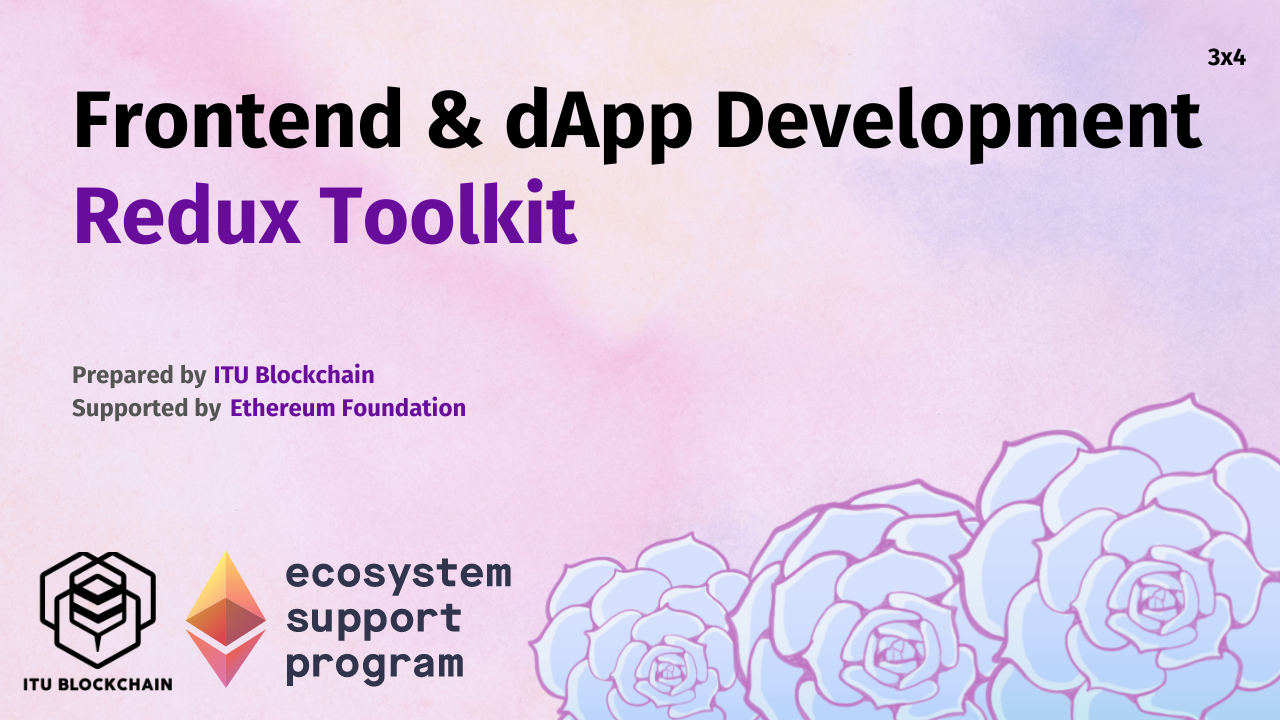 3x4
Frontend & dApp Development
Redux Toolkit
Prepared by ITU Blockchain
Supported by Ethereum Foundation
ITU BLOCKCHAIN
ecosystem
support
program